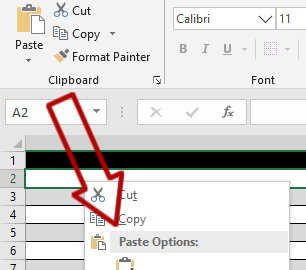 Cut
Calibri 11
Paste Copy
Format Painter B I U
Clipboard Font
A2 fx
1
2
3 Cut
4 Copy
5 Paste Options:
6
7